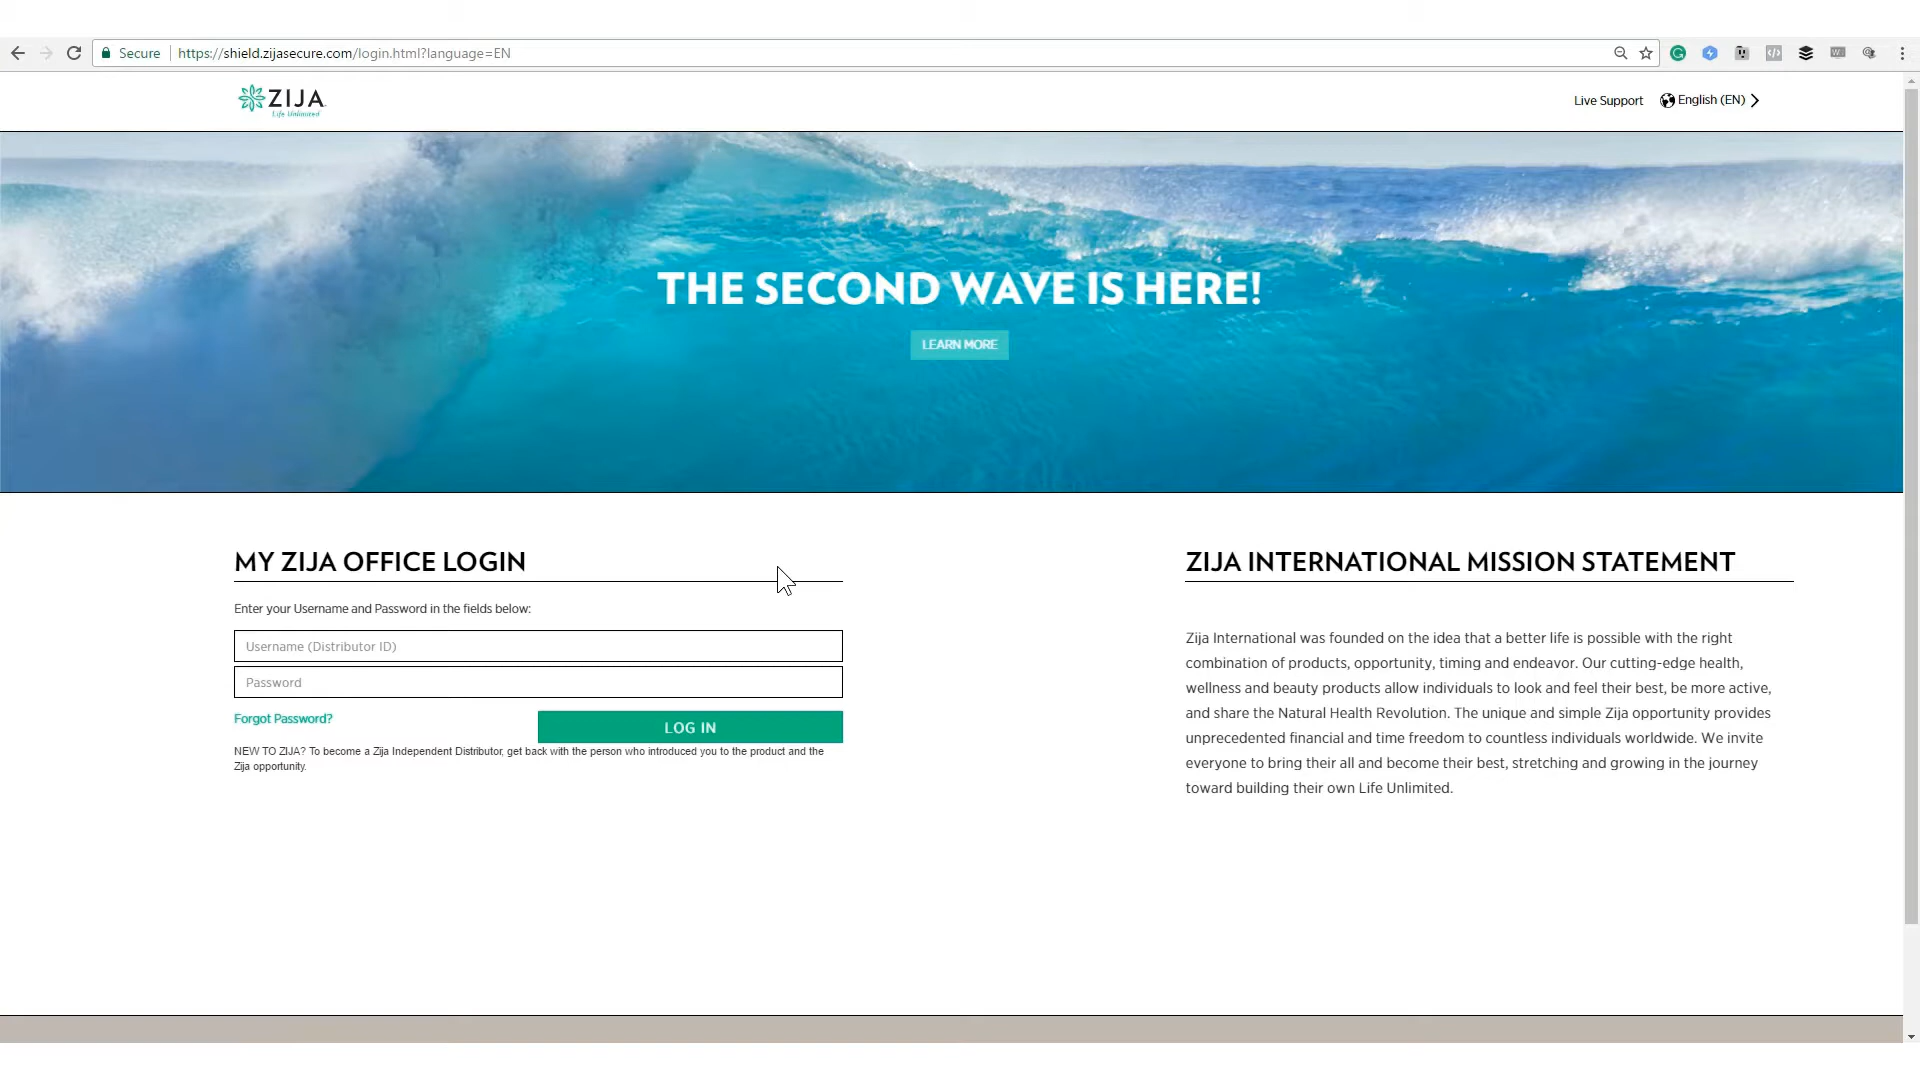 Secure https://shield.zijasecure.com/login.html?language=EN
ZIJA
Life Unlimited
Live Support English (EN)
THE SECOND WAVE IS HERE!
LEARN MORE
MY ZIJA OFFICE LOGIN
Enter your Username and Password in the fields below:
Username (Distributor ID)
Password
Forgot Password?
LOG IN
NEW TO ZIJA? To become a Zija Independent Distributor, get back with the person who introduced you to the product and the
Zija opportunity.
ZIJA INTERNATIONAL MISSION STATEMENT
Zija International was founded on the idea that a better life is possible with the right
combination of products, opportunity, timing and endeavor. Our cutting-edge health,
wellness and beauty products allow individuals to look and feel their best, be more active,
and share the Natural Health Revolution. The unique and simple Zija opportunity provides
unprecedented financial and time freedom to countless individuals worldwide. We invite
everyone to bring their all and become their best, stretching and growing in the journey
toward building their own Life Unlimited.